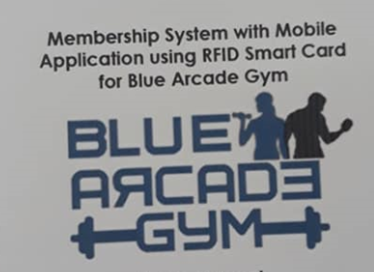 Membership System with Mobile
Application using RFID Smart Card
for Blue Arcade Gym
BLUE
ARCADE
GYM